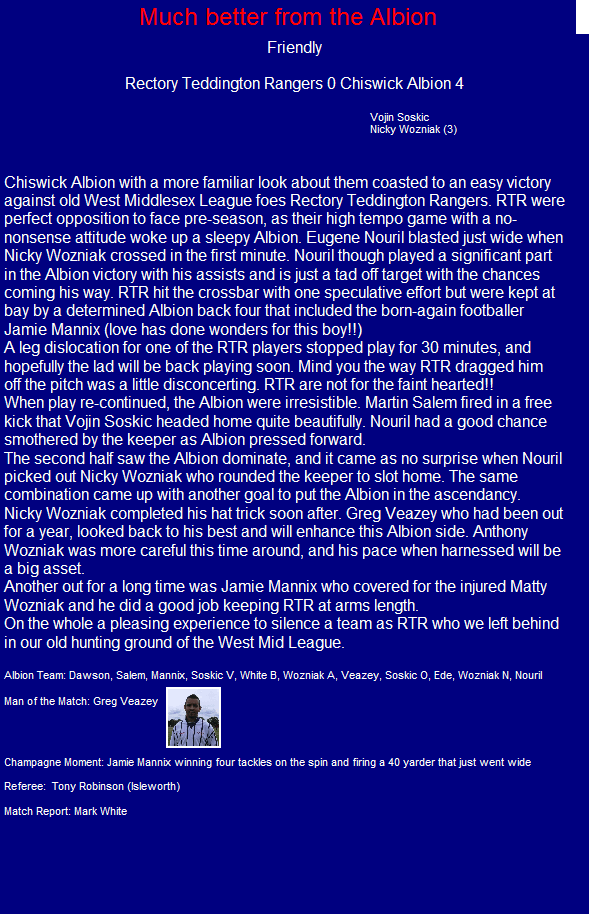 Much better from the Albion
Friendly
Rectory Teddington Rangers 0 Chiswick Albion 4
Vojin Soskic
Nicky Wozniak (3)
Chiswick Albion with a more familiar look about them coasted to an easy victory
against old West Middlesex League foes Rectory Teddington Rangers. RTR were
perfect opposition to face pre-season, as their high tempo game with a no-
nonsense attitude woke up a sleepy Albion. Eugene Nouril blasted just wide when
Nicky Wozniak crossed in the first minute. Nouril though played a significant part
in the Albion victory with his assists and is just a tad off target with the chances
coming his way. RTR hit the crossbar with one speculative effort but were kept at
bay by a determined Albion back four that included the born-again footballer
Jamie Mannix (love has done wonders for this boy!!)
A leg dislocation for one of the RTR players stopped play for 30 minutes, and
hopefully the lad will be back playing soon. Mind you the way RTR dragged him
off the pitch was a little disconcerting. RTR are not for the faint hearted!!
When play re-continued, the Albion were irresistible. Martin Salem fired in a free
kick that Vojin Soskic headed home quite beautifully. Nouril had a good chance
smothered by the keeper as Albion pressed forward.
The second half saw the Albion dominate, and it came as no surprise when Nouril
picked out Nicky Wozniak who rounded the keeper to slot home. The same
combination came up with another goal to put the Albion in the ascendancy.
Nicky Wozniak completed his hat trick soon after. Greg Veazey who had been out
for a year, looked back to his best and will enhance this Albion side. Anthony
Wozniak was more careful this time around, and his pace when harnessed will be
a big asset.
Another out for a long time was Jamie Mannix who covered for the injured Matty
Wozniak and he did a good job keeping RTR at arms length.
On the whole a pleasing experience to silence a team as RTR who we left behind
in our old hunting ground of the West Mid League.
Albion Team: Dawson, Salem, Mannix, Soskic V, White B, Wozniak A, Veazey, Soskic O, Ede, Wozniak N, Nouril
Man of the Match: Greg Veazey
Champagne Moment: Jamie Mannix winning four tackles on the spin and firing a 40 yarder that just went wide
Referee:  Tony Robinson (Isleworth)
Match Report: Mark White